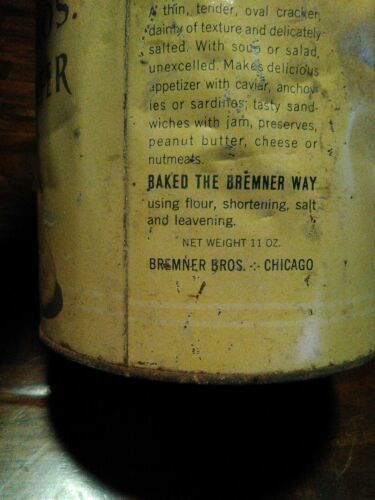 OS.
PER
A thin, tender, oval cracker,
dainty of texture and delicately
salted. With soup or salad,
unexcelled. Makes delicious
appetizer with caviar, anchov-
ies or sardines; tasty sand-
wiches with jam, preserves,
peanut butter, cheese or
nutmeats.
BAKED THE BREMNER WAY
using flour, shortening, salt
and leavening.
NET WEIGHT 11 OZ.
BREMNER BROS. -:- CHICAGO